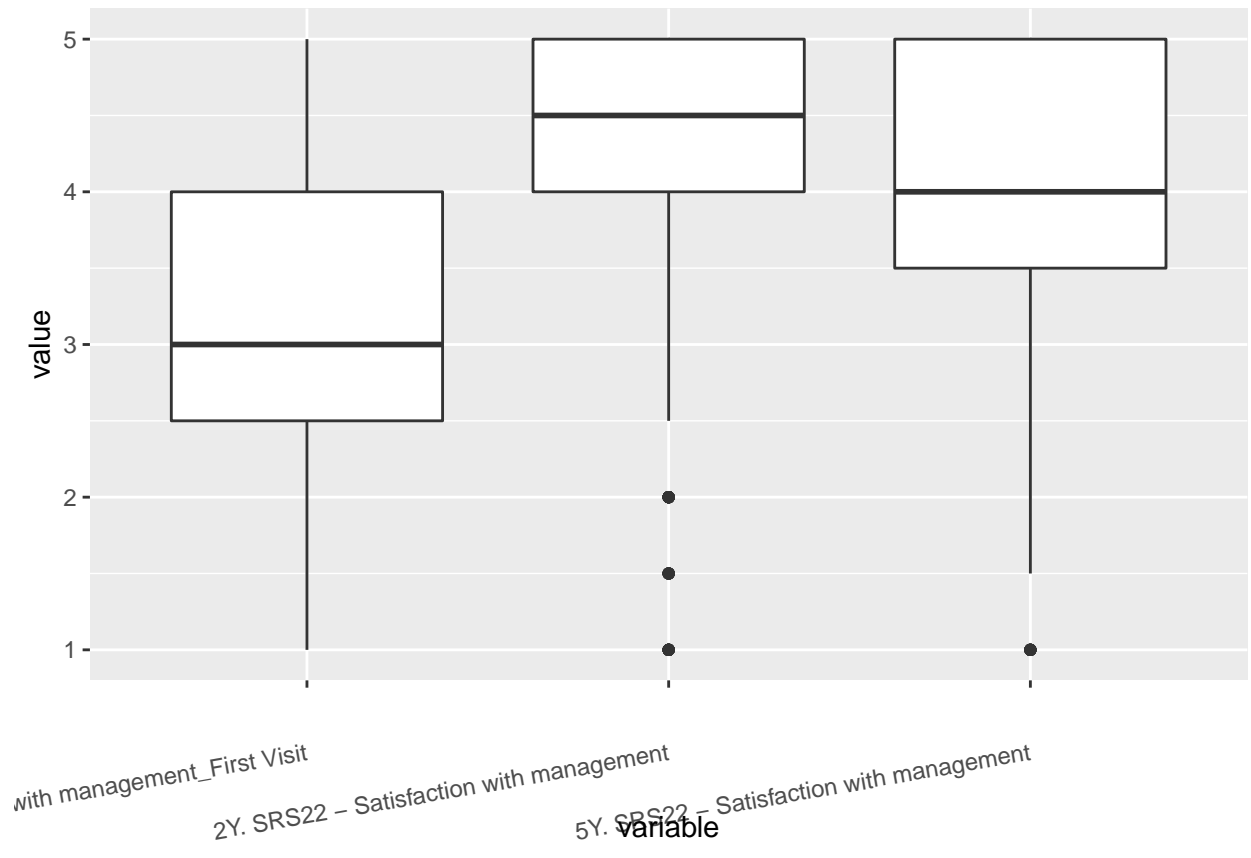 5
4
3
2
1
value
with management_First Visit
2Y. SRS22 – Satisfaction with management
5Y. SRS22 – Satisfaction with management
variable